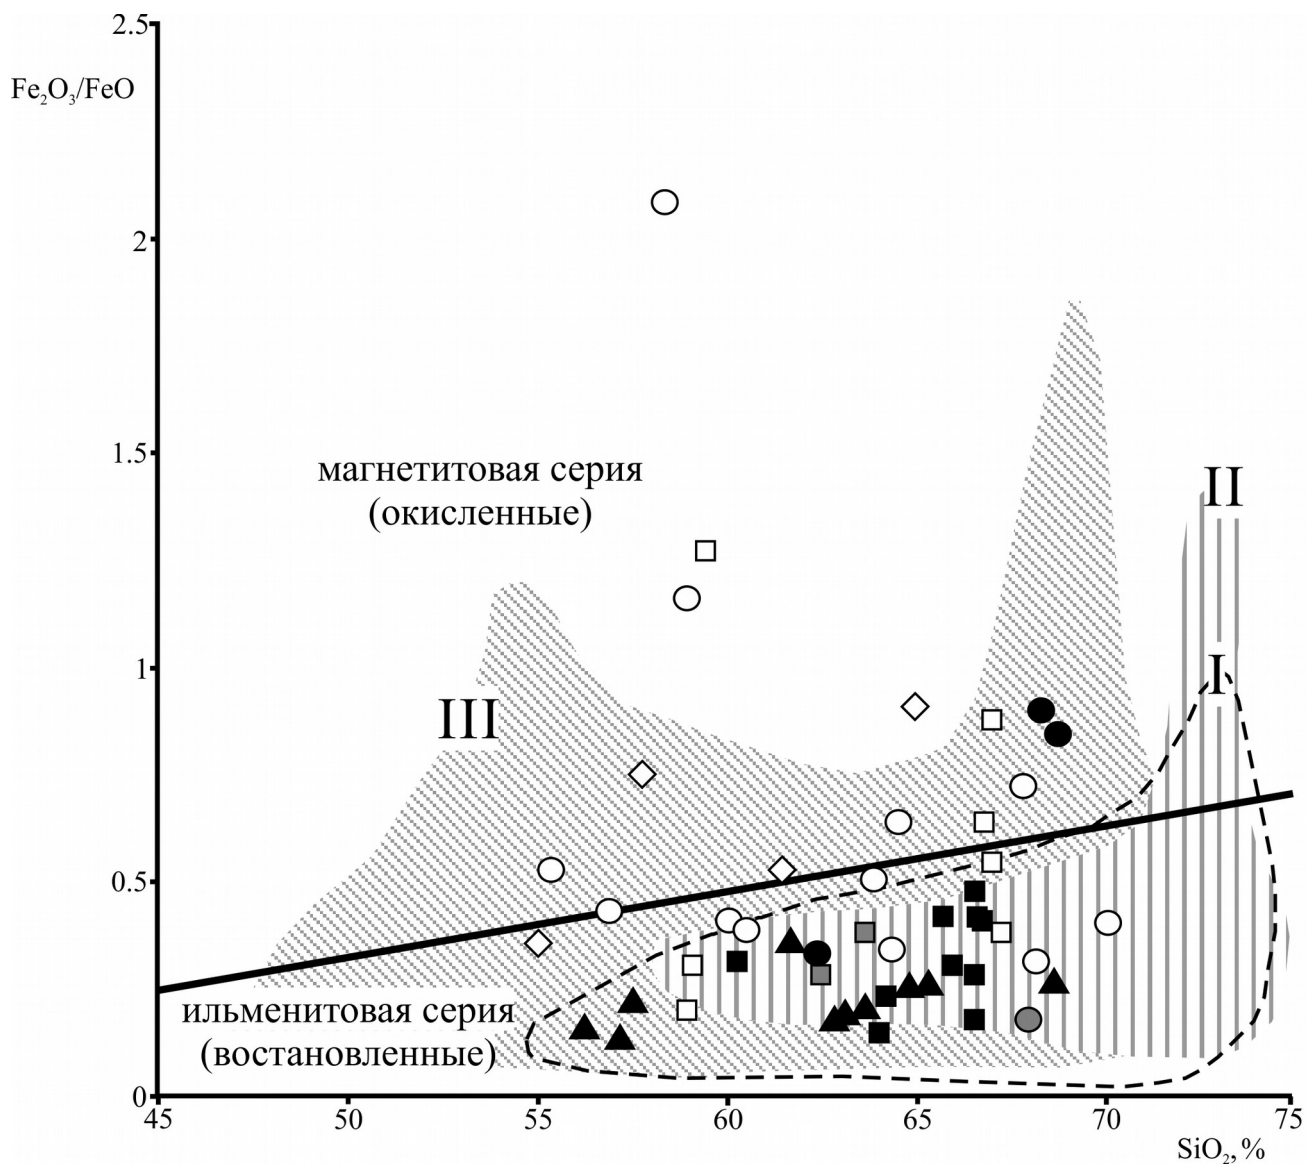 2.5
Fe₂O₃/FeO
2
1.5
магнетитовая серия
(окисленные)
II
1
I
III
0.5
ильменитовая серия
(востановленные)
0
45
50
55
60
65
70
75
SiO₂, %